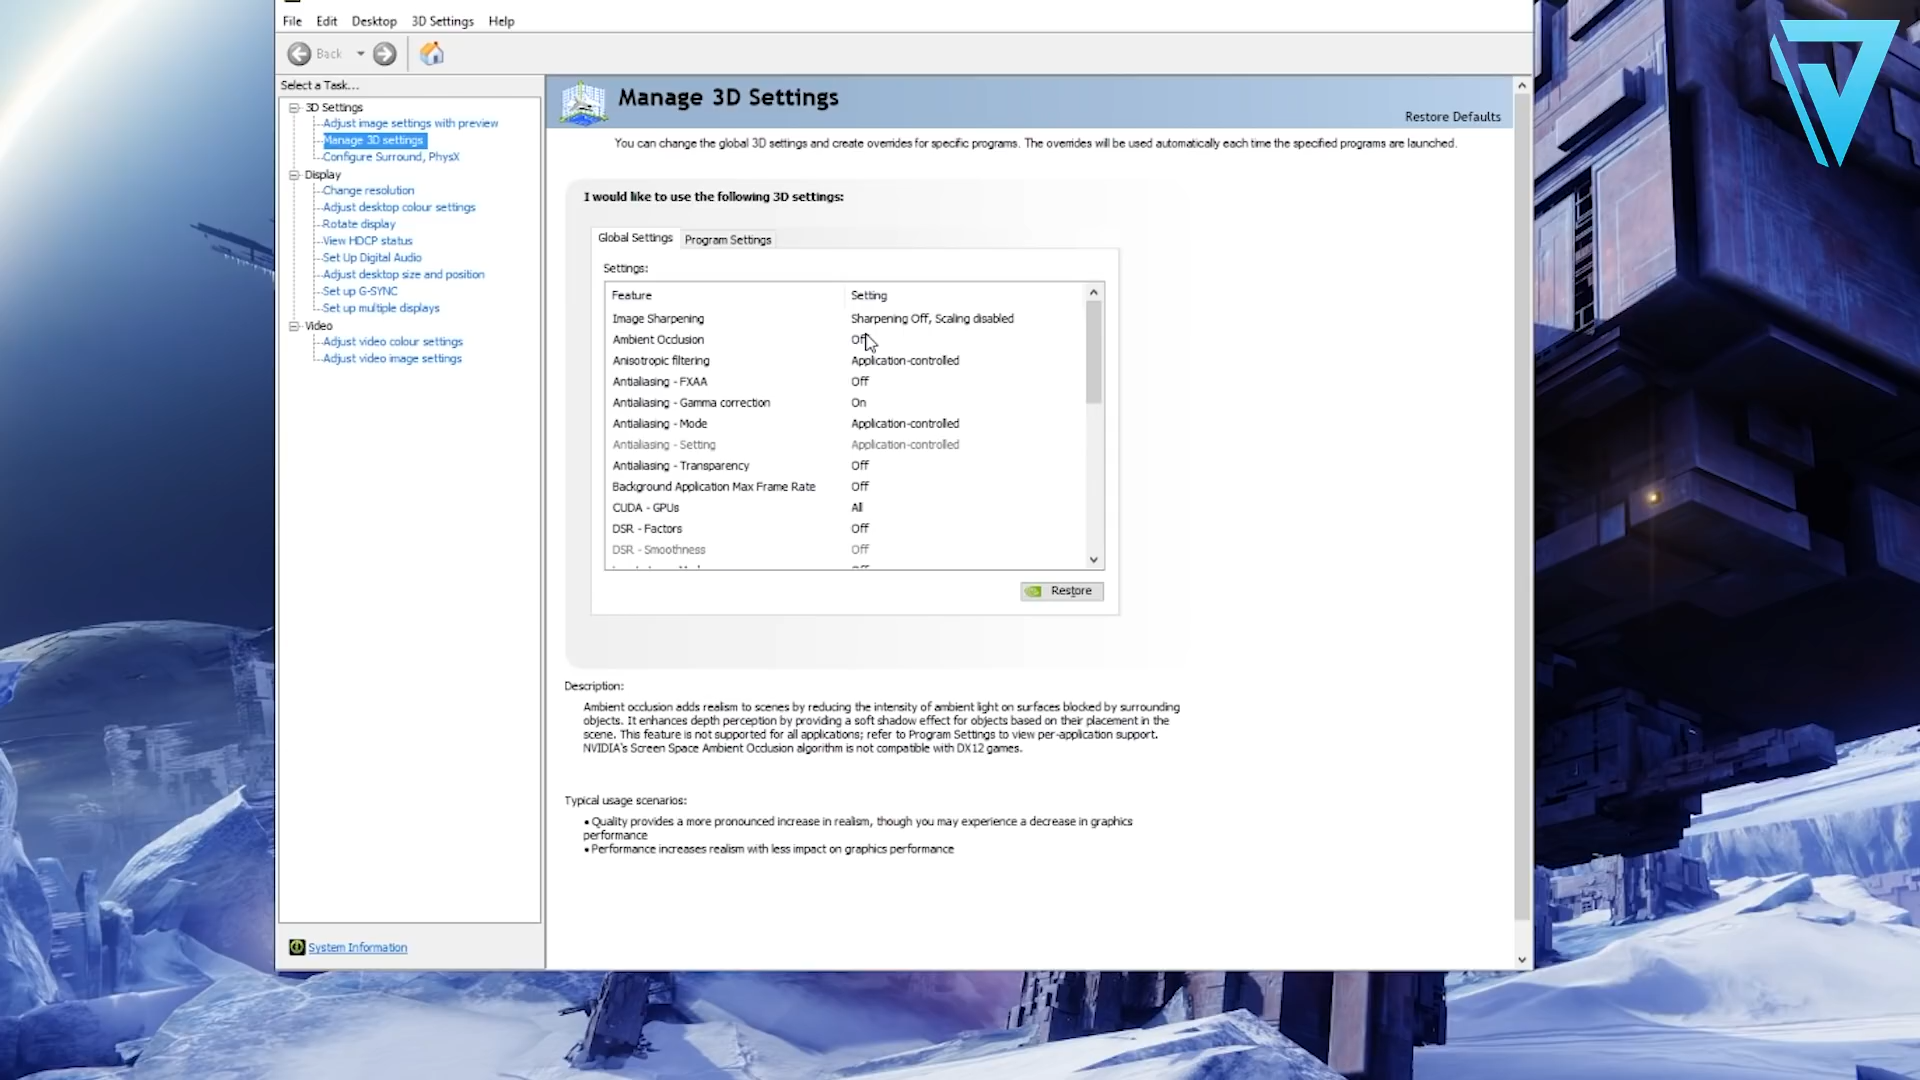 File Edit Desktop 3D Settings Help
Back
Select a Task...
3D Settings
Adjust image settings with preview
Manage 3D settings
Configure Surround, PhysX
Display
Change resolution
Adjust desktop colour settings
Rotate display
View HDCP status
Set Up Digital Audio
Adjust desktop size and position
Set up G-SYNC
Set up multiple displays
Video
Adjust video colour settings
Adjust video image settings
System Information
Manage 3D Settings
Restore Defaults
You can change the global 3D settings and create overrides for specific programs. The overrides will be used automatically each time the specified programs are launched.
I would like to use the following 3D settings:
Global Settings Program Settings
Settings:
Feature Setting
Image Sharpening Sharpening Off, Scaling disabled
Ambient Occlusion Off
Anisotropic filtering Application-controlled
Antialiasing - FXAA Off
Antialiasing - Gamma correction On
Antialiasing - Mode Application-controlled
Antialiasing - Setting Application-controlled
Antialiasing - Transparency Off
Background Application Max Frame Rate Off
CUDA - GPUs All
DSR - Factors Off
DSR - Smoothness Off
Restore
Description:
Ambient occlusion adds realism to scenes by reducing the intensity of ambient light on surfaces blocked by surrounding
objects. It enhances depth perception by providing a soft shadow effect for objects based on their placement in the
scene. This feature is not supported for all applications; refer to Program Settings to view per-application support.
NVIDIA's Screen Space Ambient Occlusion algorithm is not compatible with DX12 games.
Typical usage scenarios:
• Quality provides a more pronounced increase in realism, though you may experience a decrease in graphics
performance
• Performance increases realism with less impact on graphics performance